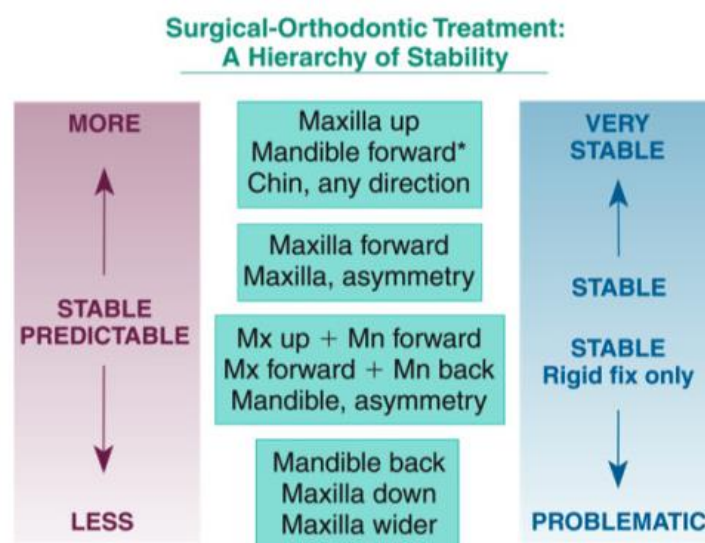 Surgical-Orthodontic Treatment:
A Hierarchy of Stability
MORE
STABLE
PREDICTABLE
LESS
Maxilla up
Mandible forward*
Chin, any direction
Maxilla forward
Maxilla, asymmetry
Mx up + Mn forward
Mx forward + Mn back
Mandible, asymmetry
Mandible back
Maxilla down
Maxilla wider
VERY
STABLE
STABLE
STABLE
Rigid fix only
PROBLEMATIC